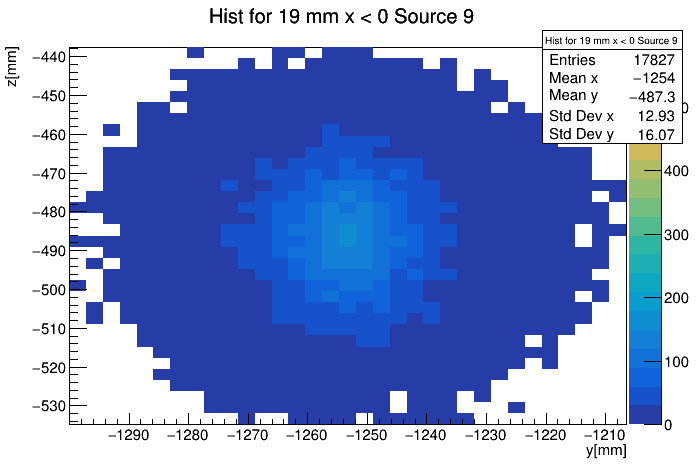 Hist for 19 mm x < 0 Source 9
z[mm]
Hist for 19 mm x < 0 Source 9
Entries 17827
Mean x −1254
Mean y −487.3
Std Dev x 12.93
Std Dev y 16.07
−440
−450
−460
−470
−480
−490
−500
−510
−520
−530
0
400
300
200
100
0
−1290 −1280 −1270 −1260 −1250 −1240 −1230 −1220 −1210
y[mm]